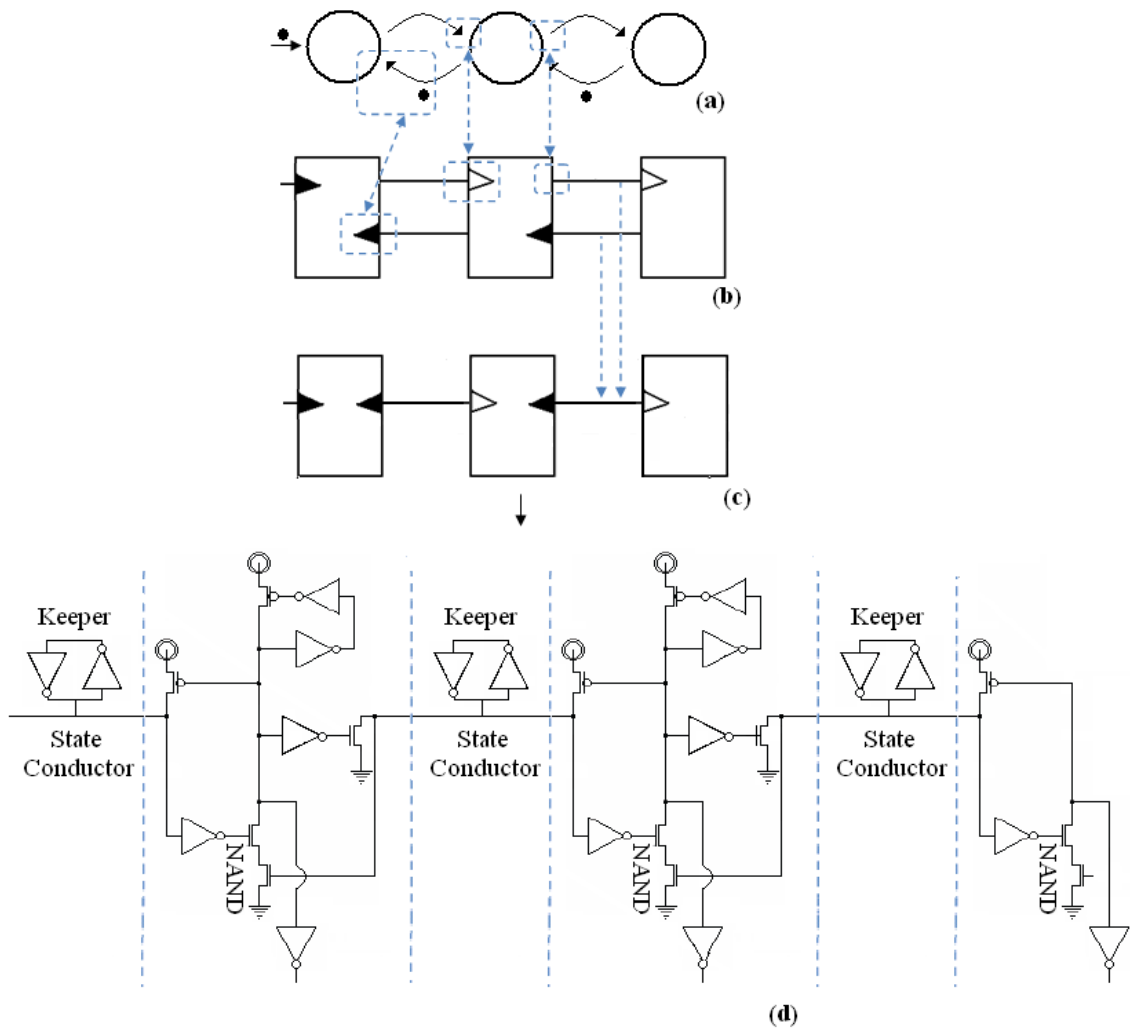 (a)
(b)
(c)
Keeper
Keeper
Keeper
State
Conductor
State
Conductor
State
Conductor
NAND
NAND
NAND
(d)